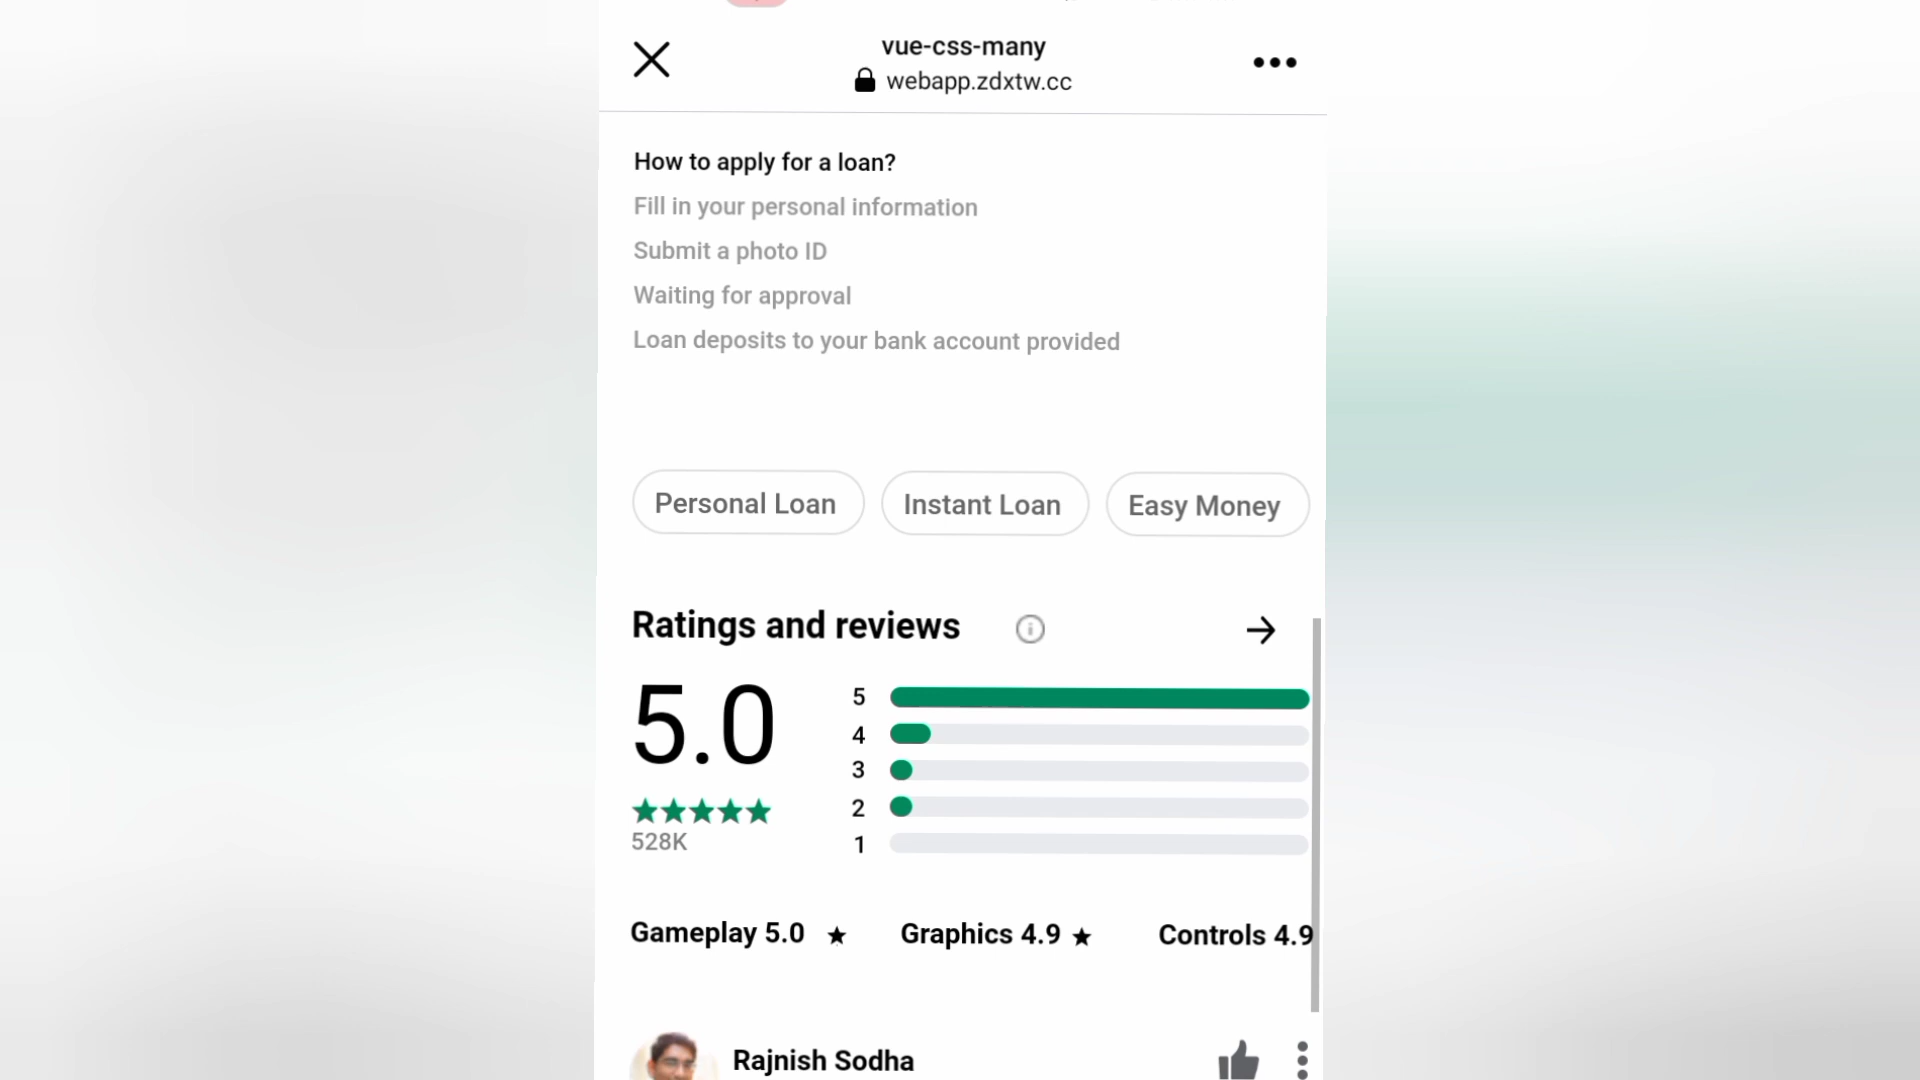 vue-css-many
webapp.zdxtw.cc
How to apply for a loan?
Fill in your personal information
Submit a photo ID
Waiting for approval
Loan deposits to your bank account provided
Personal Loan
Instant Loan
Easy Money
Ratings and reviews
5.0
528K
5
4
3
2
1
Gameplay 5.0 ★ Graphics 4.9 ★ Controls 4.9
Rajnish Sodha